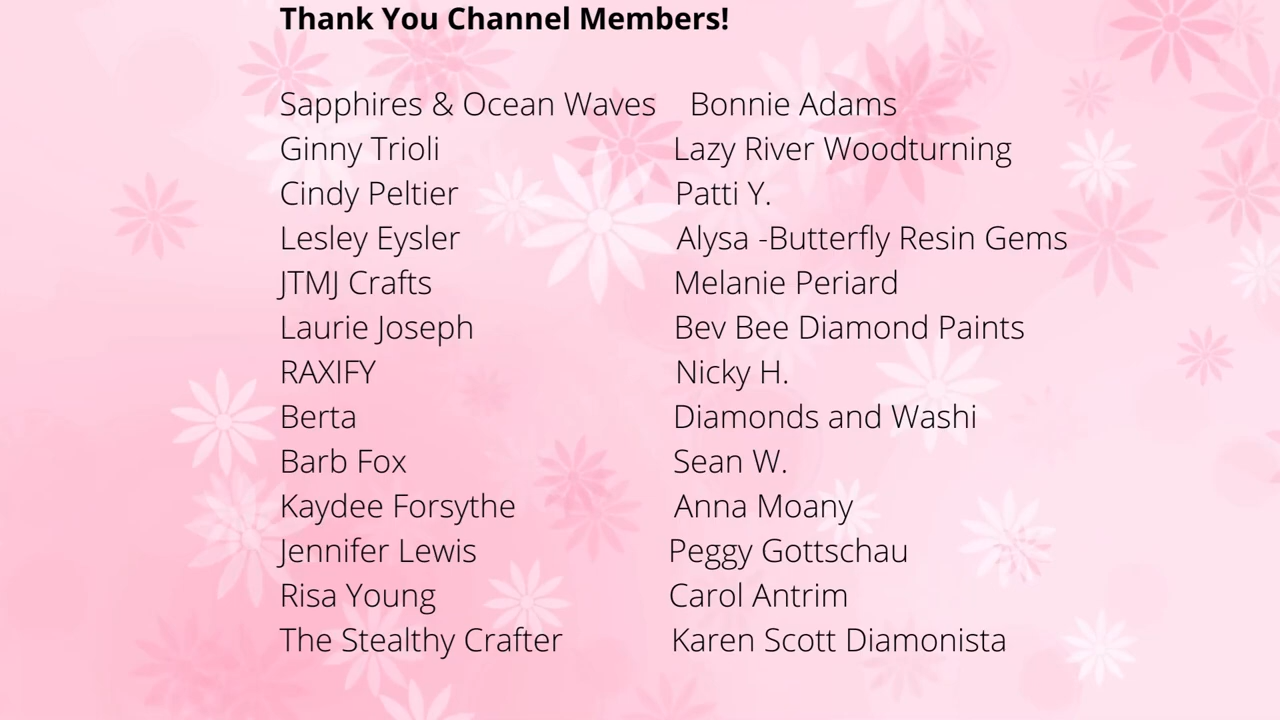 Thank You Channel Members!
Sapphires & Ocean Waves Bonnie Adams
Ginny Trioli Lazy River Woodturning
Cindy Peltier Patti Y.
Lesley Eysler Alysa -Butterfly Resin Gems
JTMJ Crafts Melanie Periard
Laurie Joseph Bev Bee Diamond Paints
RAXIFY Nicky H.
Berta Diamonds and Washi
Barb Fox Sean W.
Kaydee Forsythe Anna Moany
Jennifer Lewis Peggy Gottschau
Risa Young Carol Antrim
The Stealthy Crafter Karen Scott Diamonista